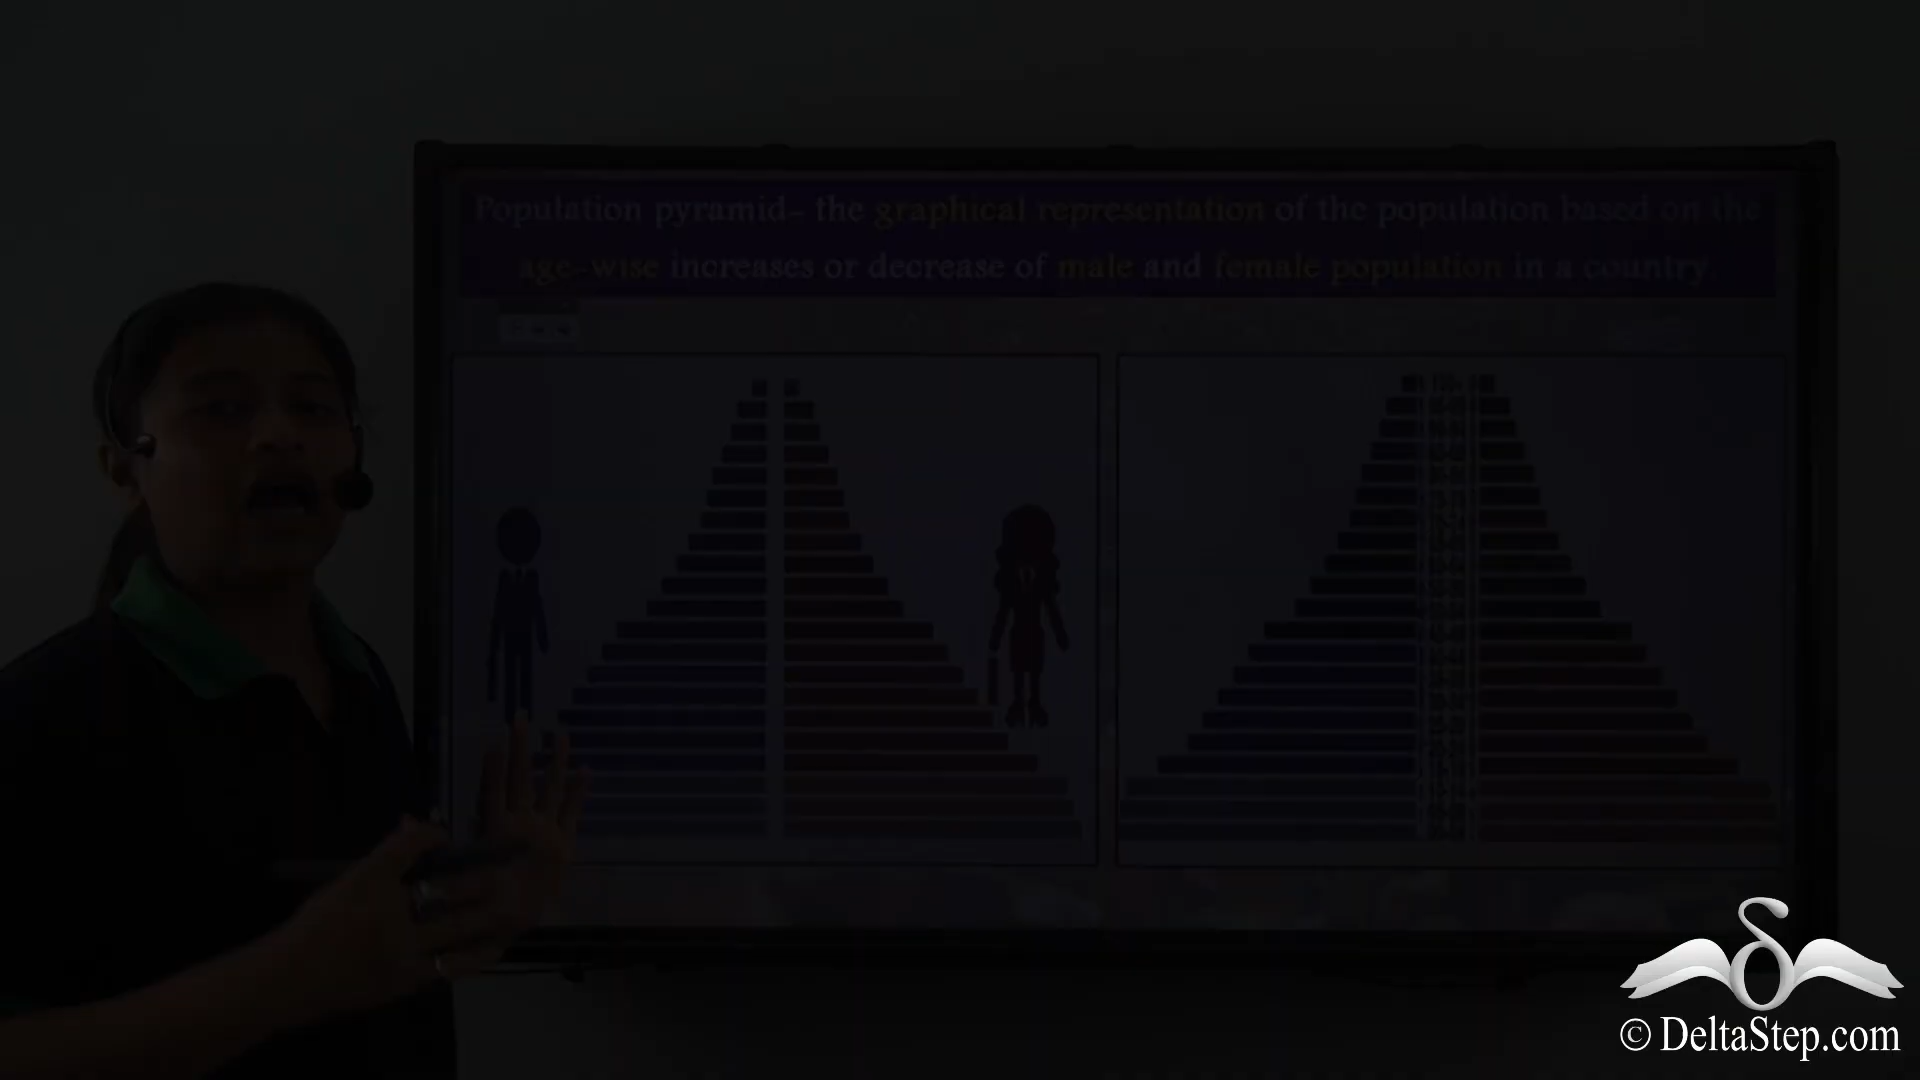 Population pyramid- the graphical representation of the population based on the
age-wise increases or decrease of male and female population in a country.
© DeltaStep.com